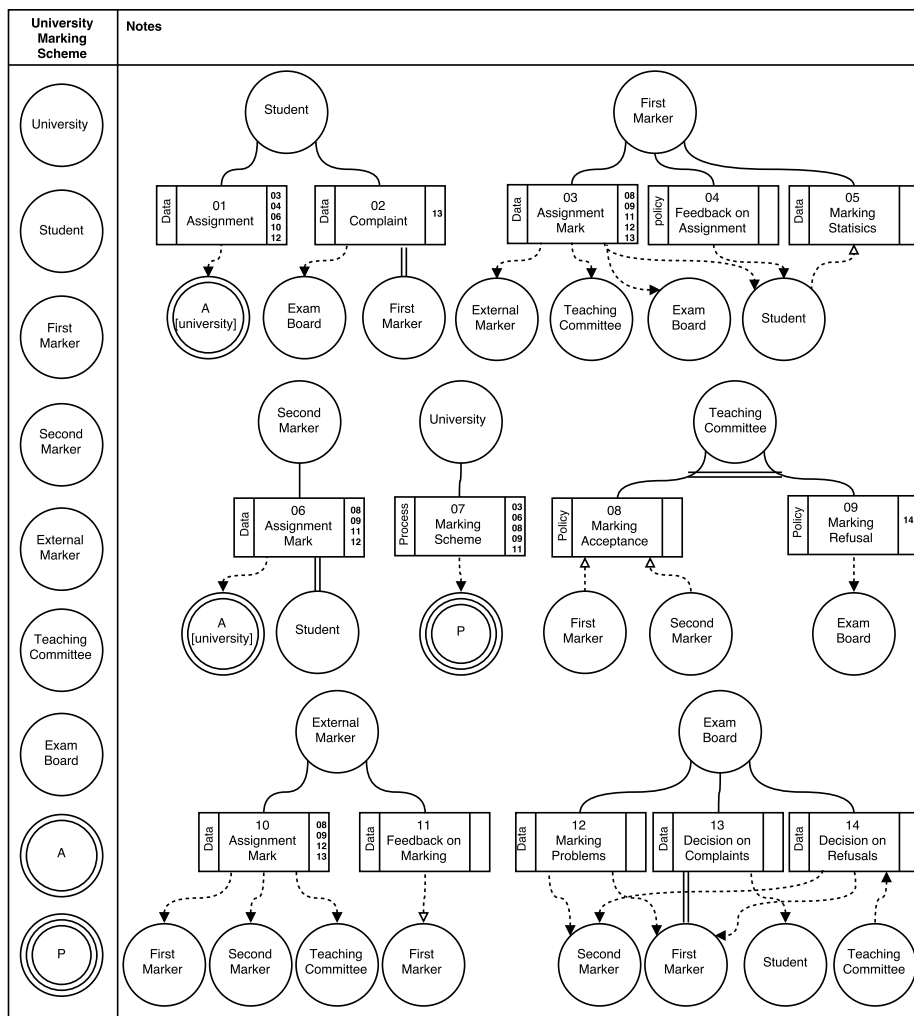 University
Marking
Scheme
Notes
University
Student
First
Marker
Second
Marker
External
Marker
Teaching
Committee
Exam
Board
A
P
Student
First
Marker
Data
01
Assignment
03
04
06
10
12
Data
02
Complaint
13
Data
03
Assignment
Mark
08
09
11
12
13
policy
04
Feedback on
Assignment
Data
05
Marking
Statisics
A
[university]
Exam
Board
First
Marker
External
Marker
Teaching
Committee
Exam
Board
Student
Second
Marker
University
Teaching
Committee
Data
06
Assignment
Mark
08
09
11
12
Process
07
Marking
Scheme
03
06
08
09
11
Policy
08
Marking
Acceptance
Policy
09
Marking
Refusal
14
A
[university]
Student
P
First
Marker
Second
Marker
Exam
Board
External
Marker
Exam
Board
Data
10
Assignment
Mark
08
09
12
13
Data
11
Feedback on
Marking
Data
12
Marking
Problems
Data
13
Decision on
Complaints
Data
14
Decision on
Refusals
First
Marker
Second
Marker
Teaching
Committee
First
Marker
Second
Marker
First
Marker
Student
Teaching
Committee